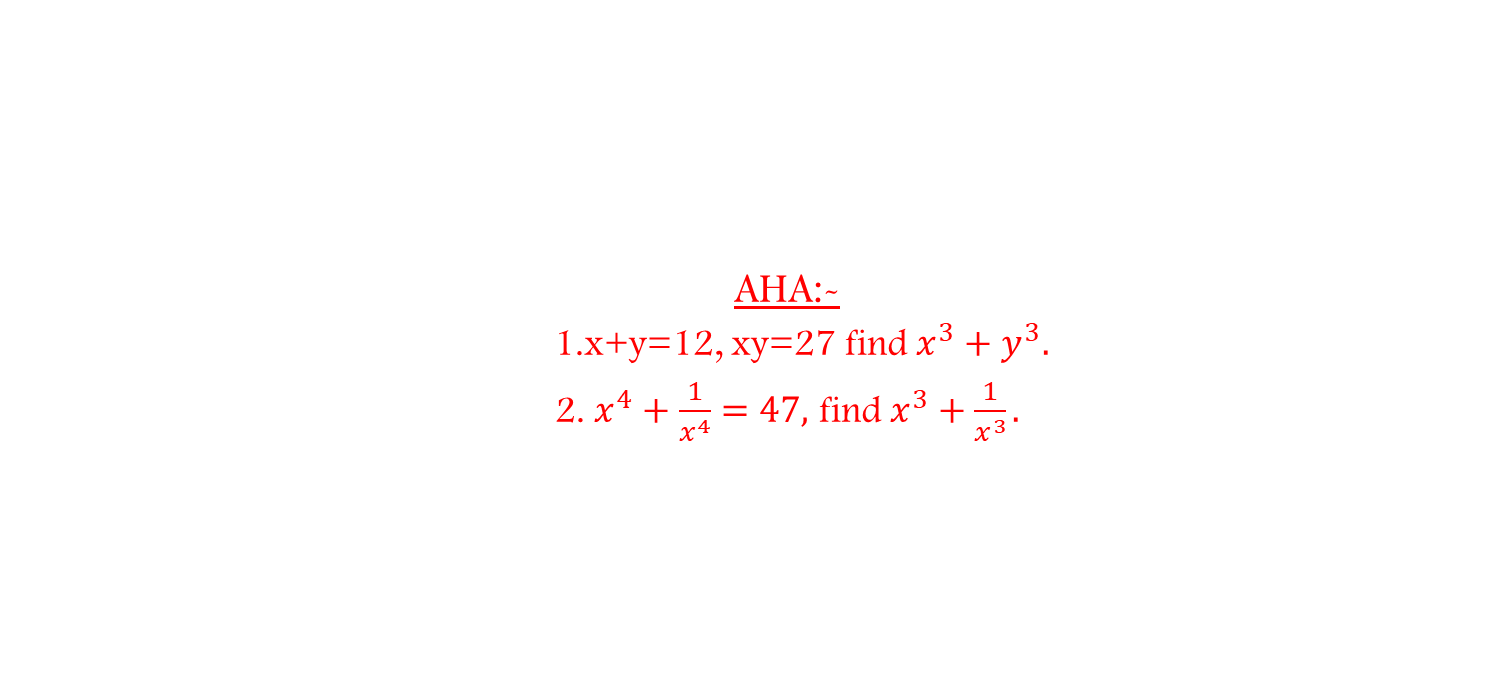 AHA:~
1.x+y=12, xy=27 find x³ + y³.
2. x⁴ + 1/x⁴ = 47, find x³ + 1/x³.